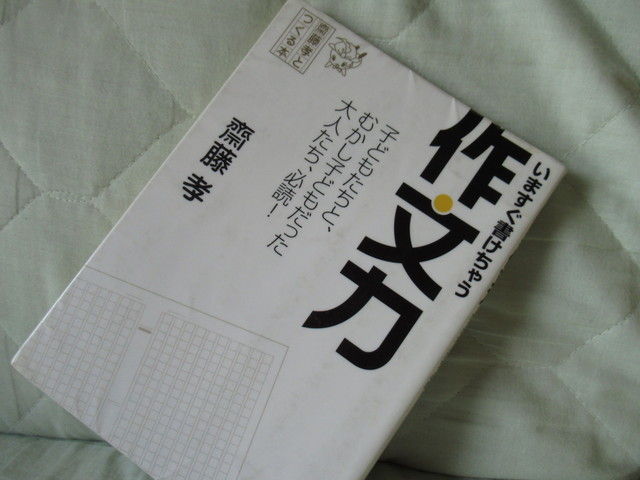 いますぐ書けちゃう
作文力
子どもたちと、
むかし子どもだった
大人たち、必読！
齋藤孝
齋藤孝と
つくる本